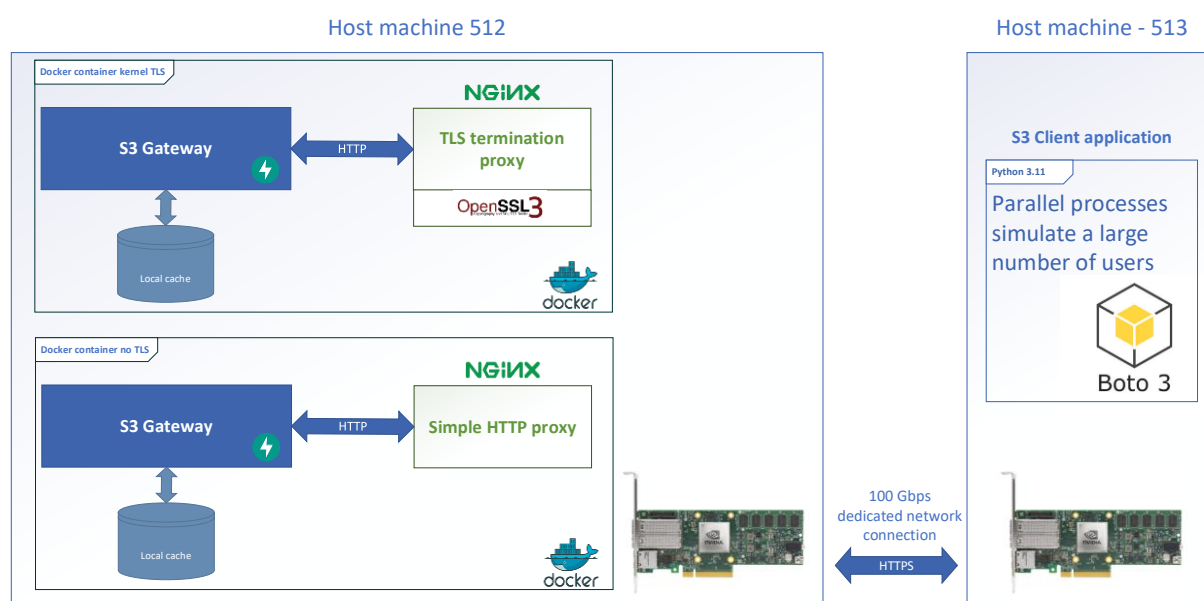 Host machine 512
Host machine - 513
Docker container kernel TLS
NGINX
S3 Gateway
HTTP
TLS termination
proxy
OpenSSL3
Local cache
docker
Docker container no TLS
NGINX
S3 Gateway
HTTP
Simple HTTP proxy
Local cache
docker
100 Gbps
dedicated network
connection
HTTPS
S3 Client application
Python 3.11
Parallel processes
simulate a large
number of users
Boto 3
NVIDIA
NVIDIA